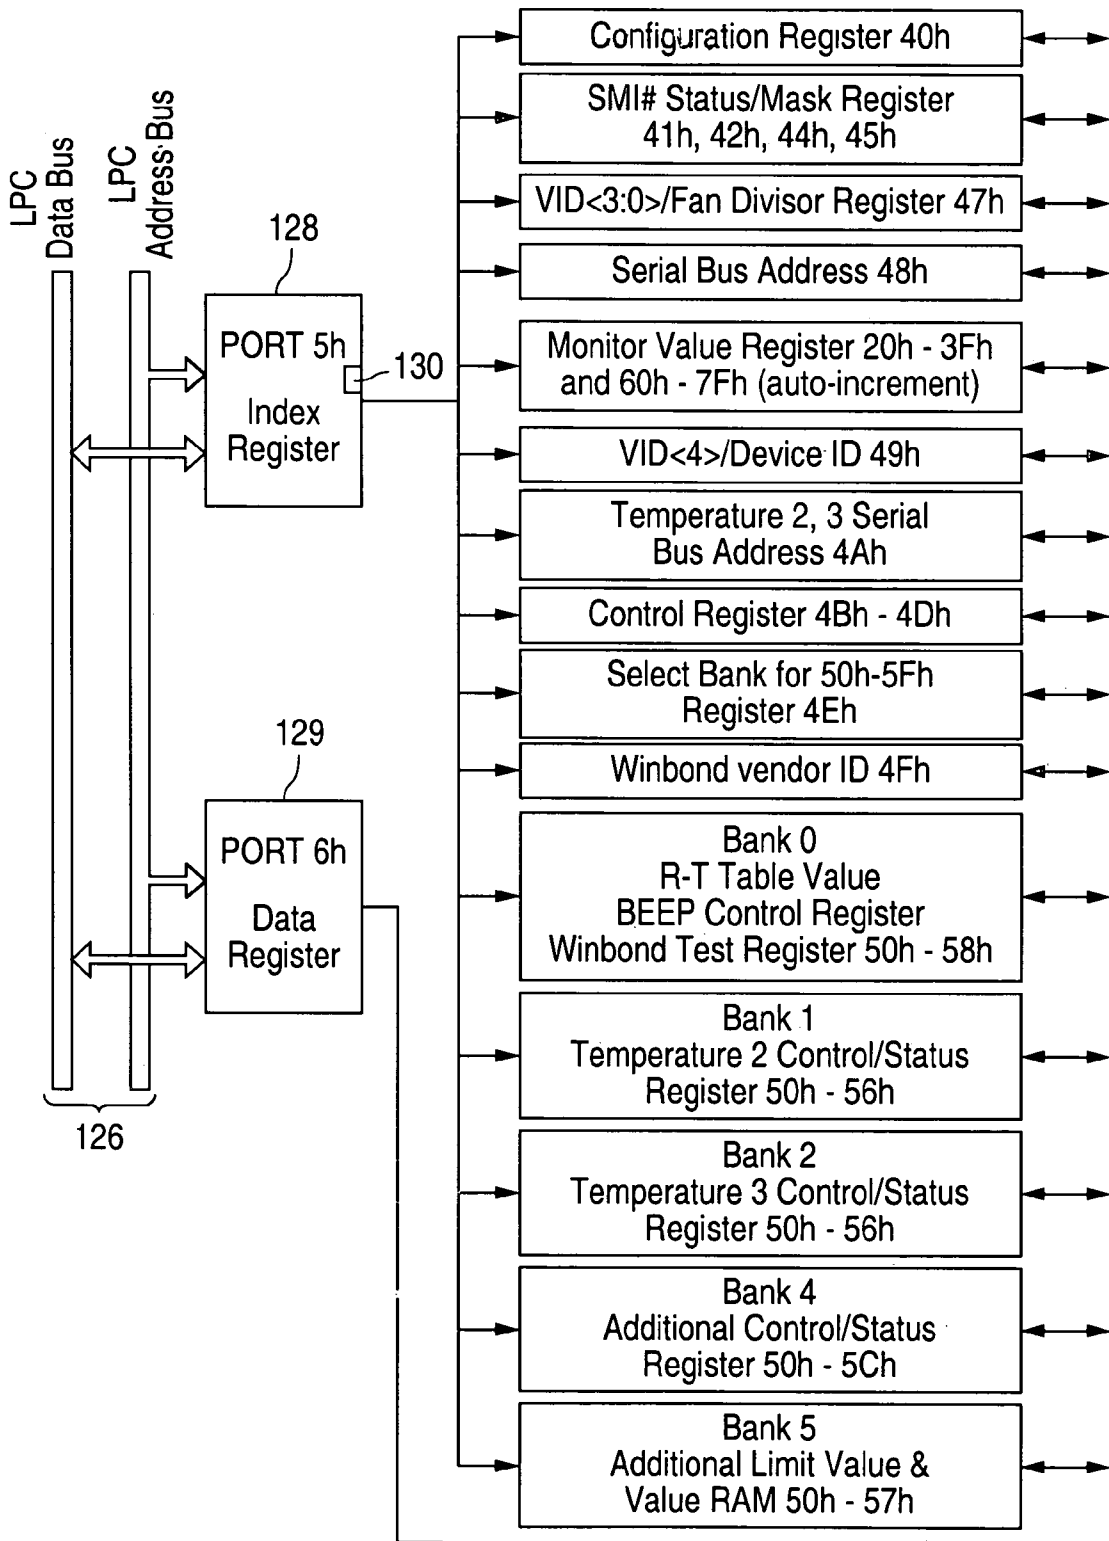 LPC
Data Bus
LPC
Address Bus
128
PORT 5h
130
Index
Register
129
PORT 6h
Data
Register
126
Configuration Register 40h
SMI# Status/Mask Register
41h, 42h, 44h, 45h
VID<3:0>/Fan Divisor Register 47h
Serial Bus Address 48h
Monitor Value Register 20h - 3Fh
and 60h - 7Fh (auto-increment)
VID<4>/Device ID 49h
Temperature 2, 3 Serial
Bus Address 4Ah
Control Register 4Bh - 4Dh
Select Bank for 50h-5Fh
Register 4Eh
Winbond vendor ID 4Fh
Bank 0
R-T Table Value
BEEP Control Register
Winbond Test Register 50h - 58h
Bank 1
Temperature 2 Control/Status
Register 50h - 56h
Bank 2
Temperature 3 Control/Status
Register 50h - 56h
Bank 4
Additional Control/Status
Register 50h - 5Ch
Bank 5
Additional Limit Value &
Value RAM 50h - 57h